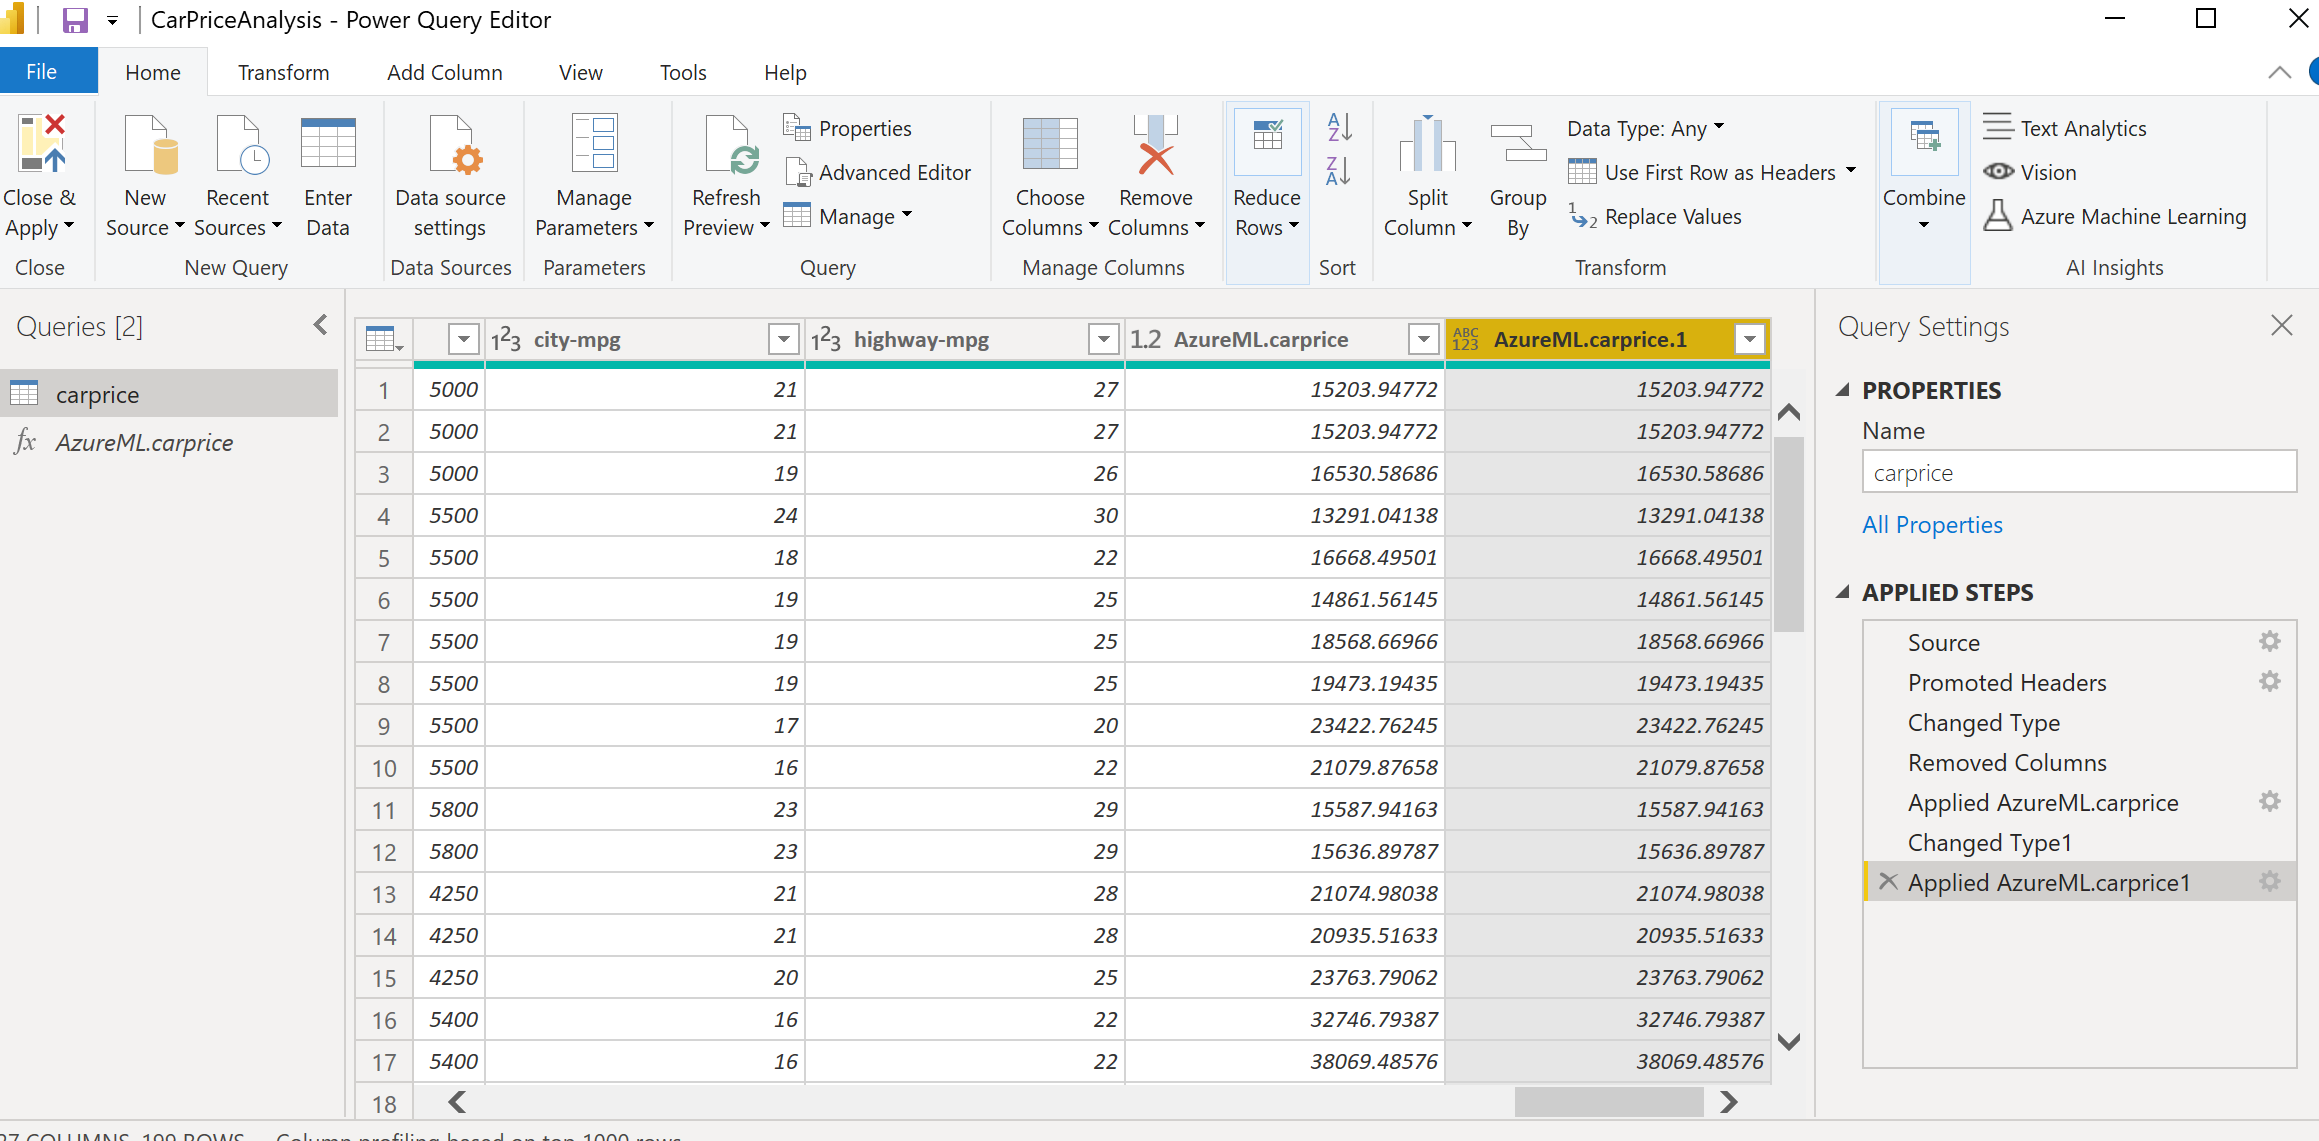 CarPriceAnalysis - Power Query Editor
File Home Transform Add Column View Tools Help
Close & Apply
Close
New Source
Recent Sources
Enter Data
New Query
Data source settings
Data Sources
Manage Parameters
Parameters
Refresh Preview
Properties
Advanced Editor
Manage
Query
Choose Columns
Remove Columns
Manage Columns
Reduce Rows
Sort
Split Column
Group By
Data Type: Any
Use First Row as Headers
Replace Values
Transform
Combine
Text Analytics
Vision
Azure Machine Learning
AI Insights
Queries [2]
carprice
fx AzureML.carprice
123 city-mpg 123 highway-mpg 1.2 AzureML.carprice ABC 123 AzureML.carprice.1
1 5000 21 27 15203.94772 15203.94772
2 5000 21 27 15203.94772 15203.94772
3 5000 19 26 16530.58686 16530.58686
4 5500 24 30 13291.04138 13291.04138
5 5500 18 22 16668.49501 16668.49501
6 5500 19 25 14861.56145 14861.56145
7 5500 19 25 18568.66966 18568.66966
8 5500 19 25 19473.19435 19473.19435
9 5500 17 20 23422.76245 23422.76245
10 5500 16 22 21079.87658 21079.87658
11 5800 23 29 15587.94163 15587.94163
12 5800 23 29 15636.89787 15636.89787
13 4250 21 28 21074.98038 21074.98038
14 4250 21 28 20935.51633 20935.51633
15 4250 20 25 23763.79062 23763.79062
16 5400 16 22 32746.79387 32746.79387
17 5400 16 22 38069.48576 38069.48576
18
Query Settings
PROPERTIES
Name
carprice
All Properties
APPLIED STEPS
Source
Promoted Headers
Changed Type
Removed Columns
Applied AzureML.carprice
Changed Type1
Applied AzureML.carprice1
COLUMNS, 199 ROWS Column profiling based on top 1000 rows